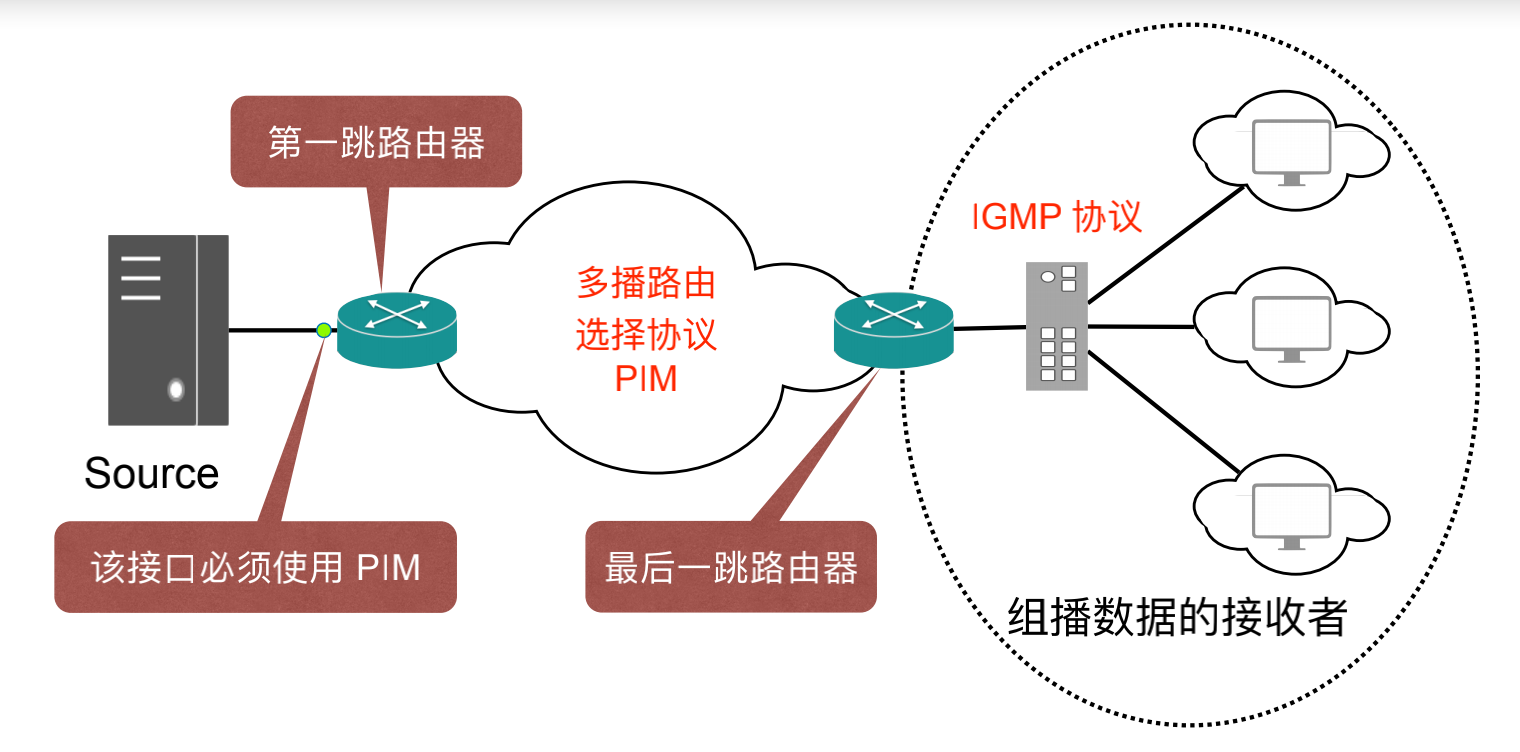 第一跳路由器
IGMP 协议
多播路由
选择协议
PIM
Source
该接口必须使用 PIM
最后一跳路由器
组播数据的接收者